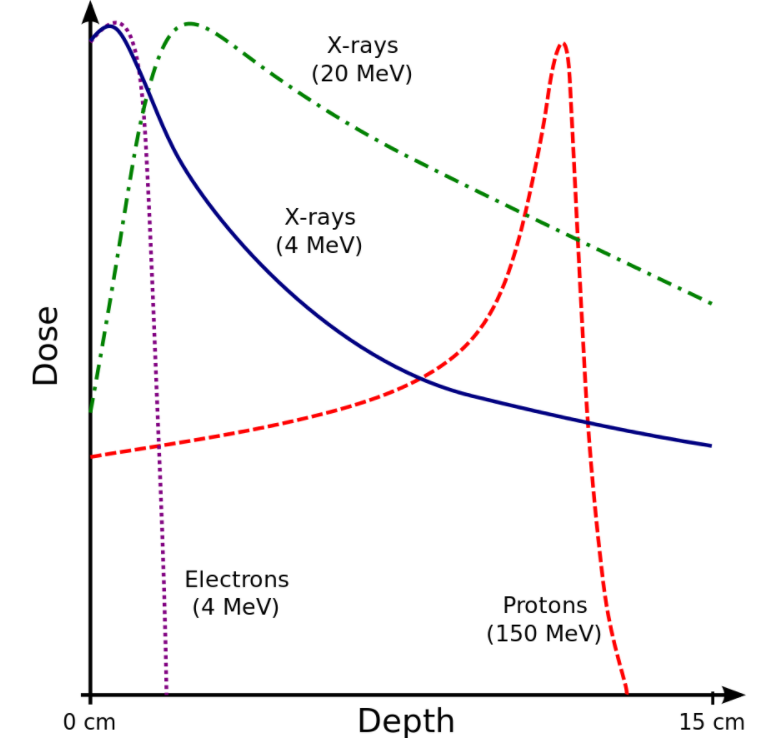 X-rays
(20 MeV)
X-rays
(4 MeV)
Dose
Electrons
(4 MeV)
Protons
(150 MeV)
0 cm
Depth
15 cm